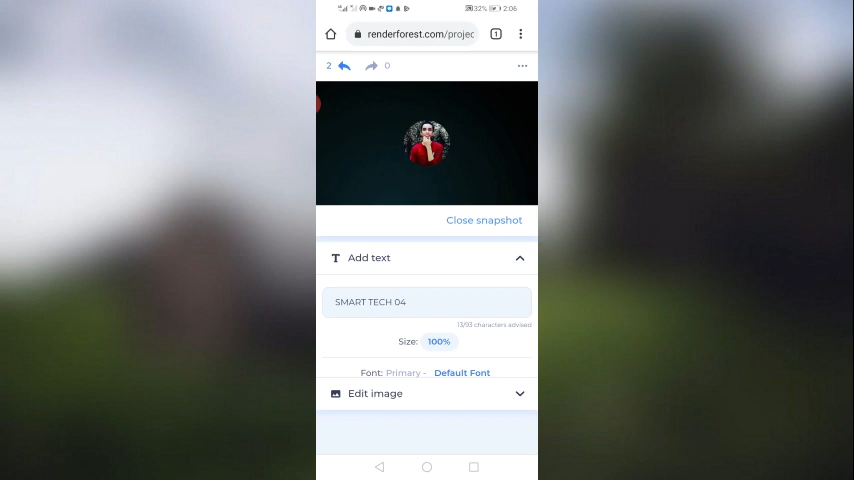 32% 2:06
renderforest.com/projec 1
2 0
Close snapshot
Add text
SMART TECH 04
13/93 characters advised
Size: 100%
Font: Primary - Default Font
Edit image